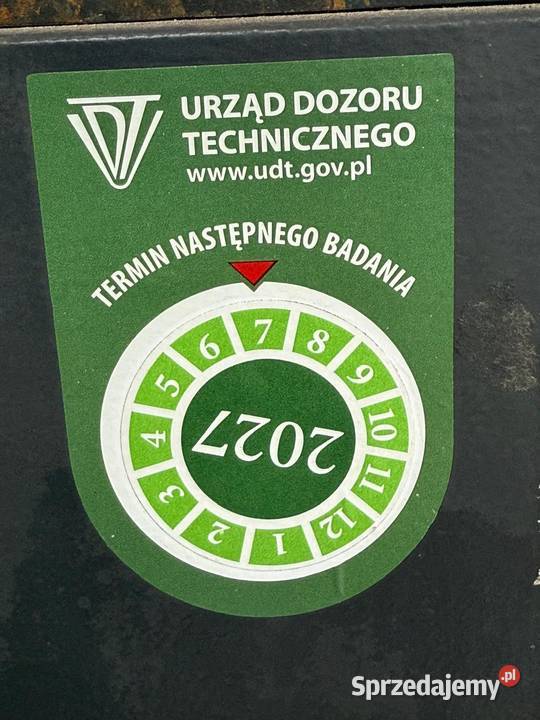 URZĄD DOZORU
TECHNICZNEGO
www.udt.gov.pl
TERMIN NASTĘPNEGO BADANIA
1 2 3 4 5 6 7 8 9 10 11 12
2027
Sprzedajemy.pl